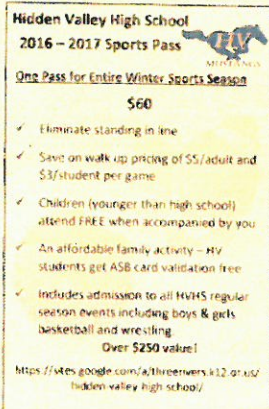 Hidden Valley High School
2016 – 2017 Sports Pass
HV
MUSTANGS
One Pass for Entire Winter Sports Season
$60
✓ Eliminate standing in line
✓ Save on walk up pricing of $5/adult and
$3/student per game
✓ Children (younger than high school)
attend FREE when accompanied by you
✓ An affordable family activity – HV
students get ASB card validation free
✓ Includes admission to all HVHS regular
season events including boys & girls
basketball and wrestling
Over $250 value!
https://sites.google.com/a/threerivers.k12.or.us/
hidden-valley-high-school/